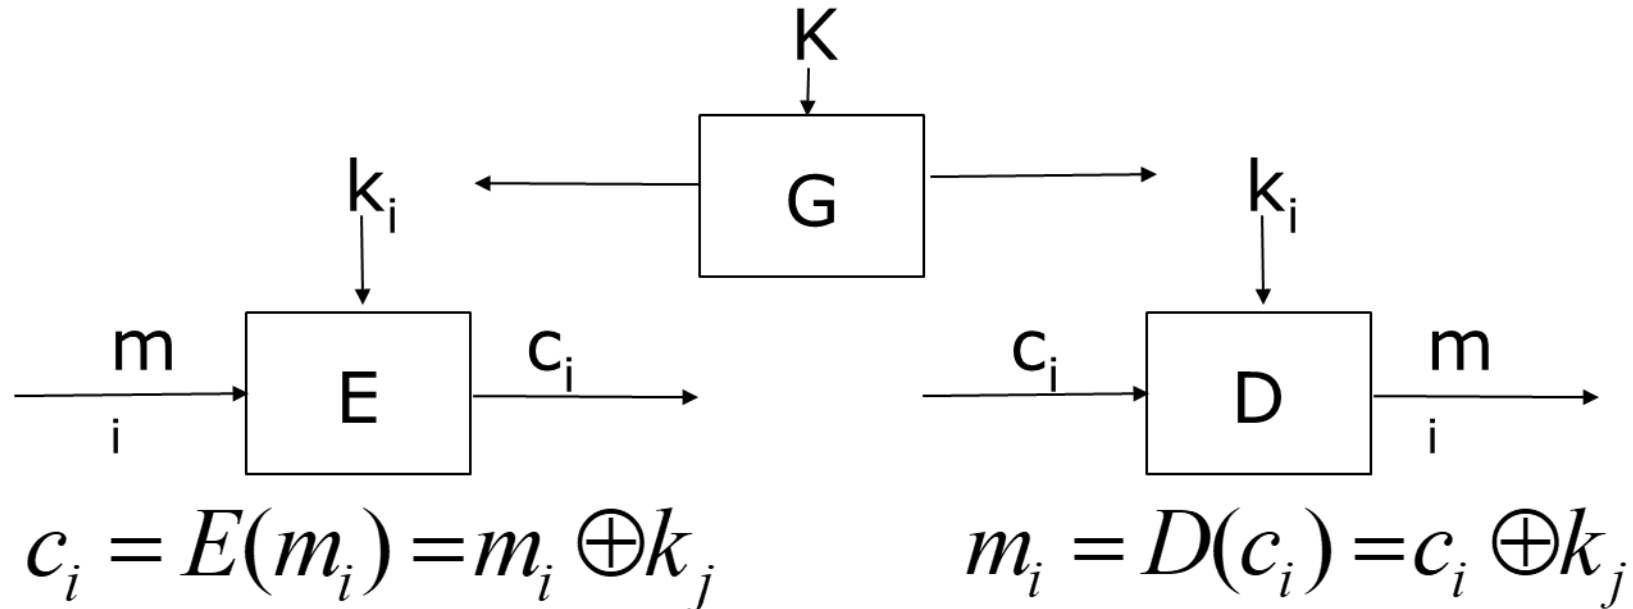 K
G
k_i
k_i
m_i
E
c_i
c_i
D
m_i
c_i = E(m_i) = m_i ⊕ k_j
m_i = D(c_i) = c_i ⊕ k_j